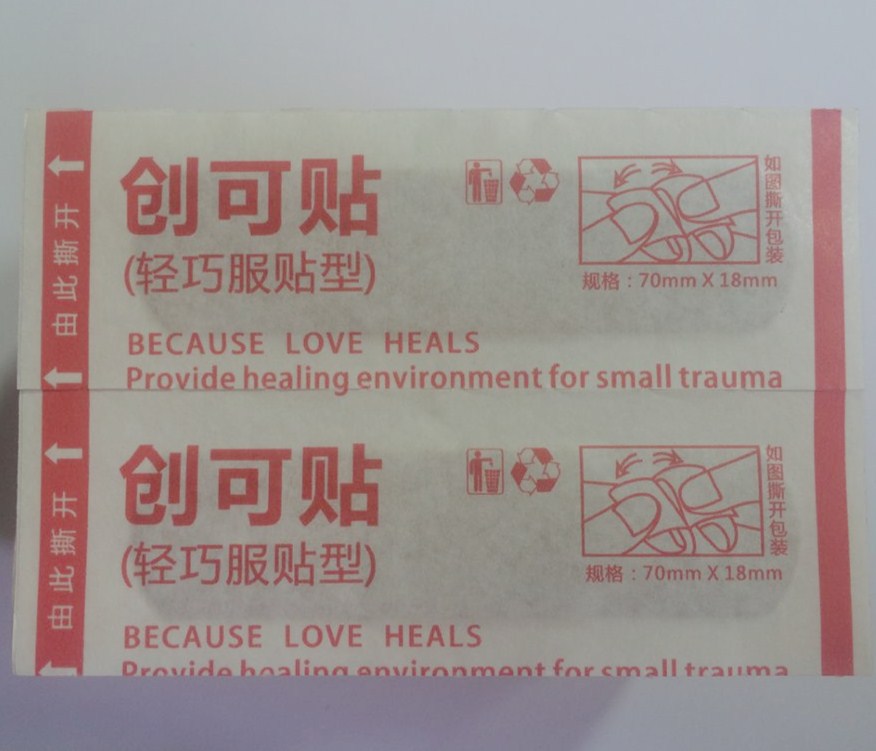 由此撕开
创可贴
(轻巧服贴型)
如图撕开包装
规格：70mm X 18mm
BECAUSE LOVE HEALS
Provide healing environment for small trauma
由此撕开
创可贴
(轻巧服贴型)
如图撕开包装
规格：70mm X 18mm
BECAUSE LOVE HEALS
Provide healing environment for small trauma